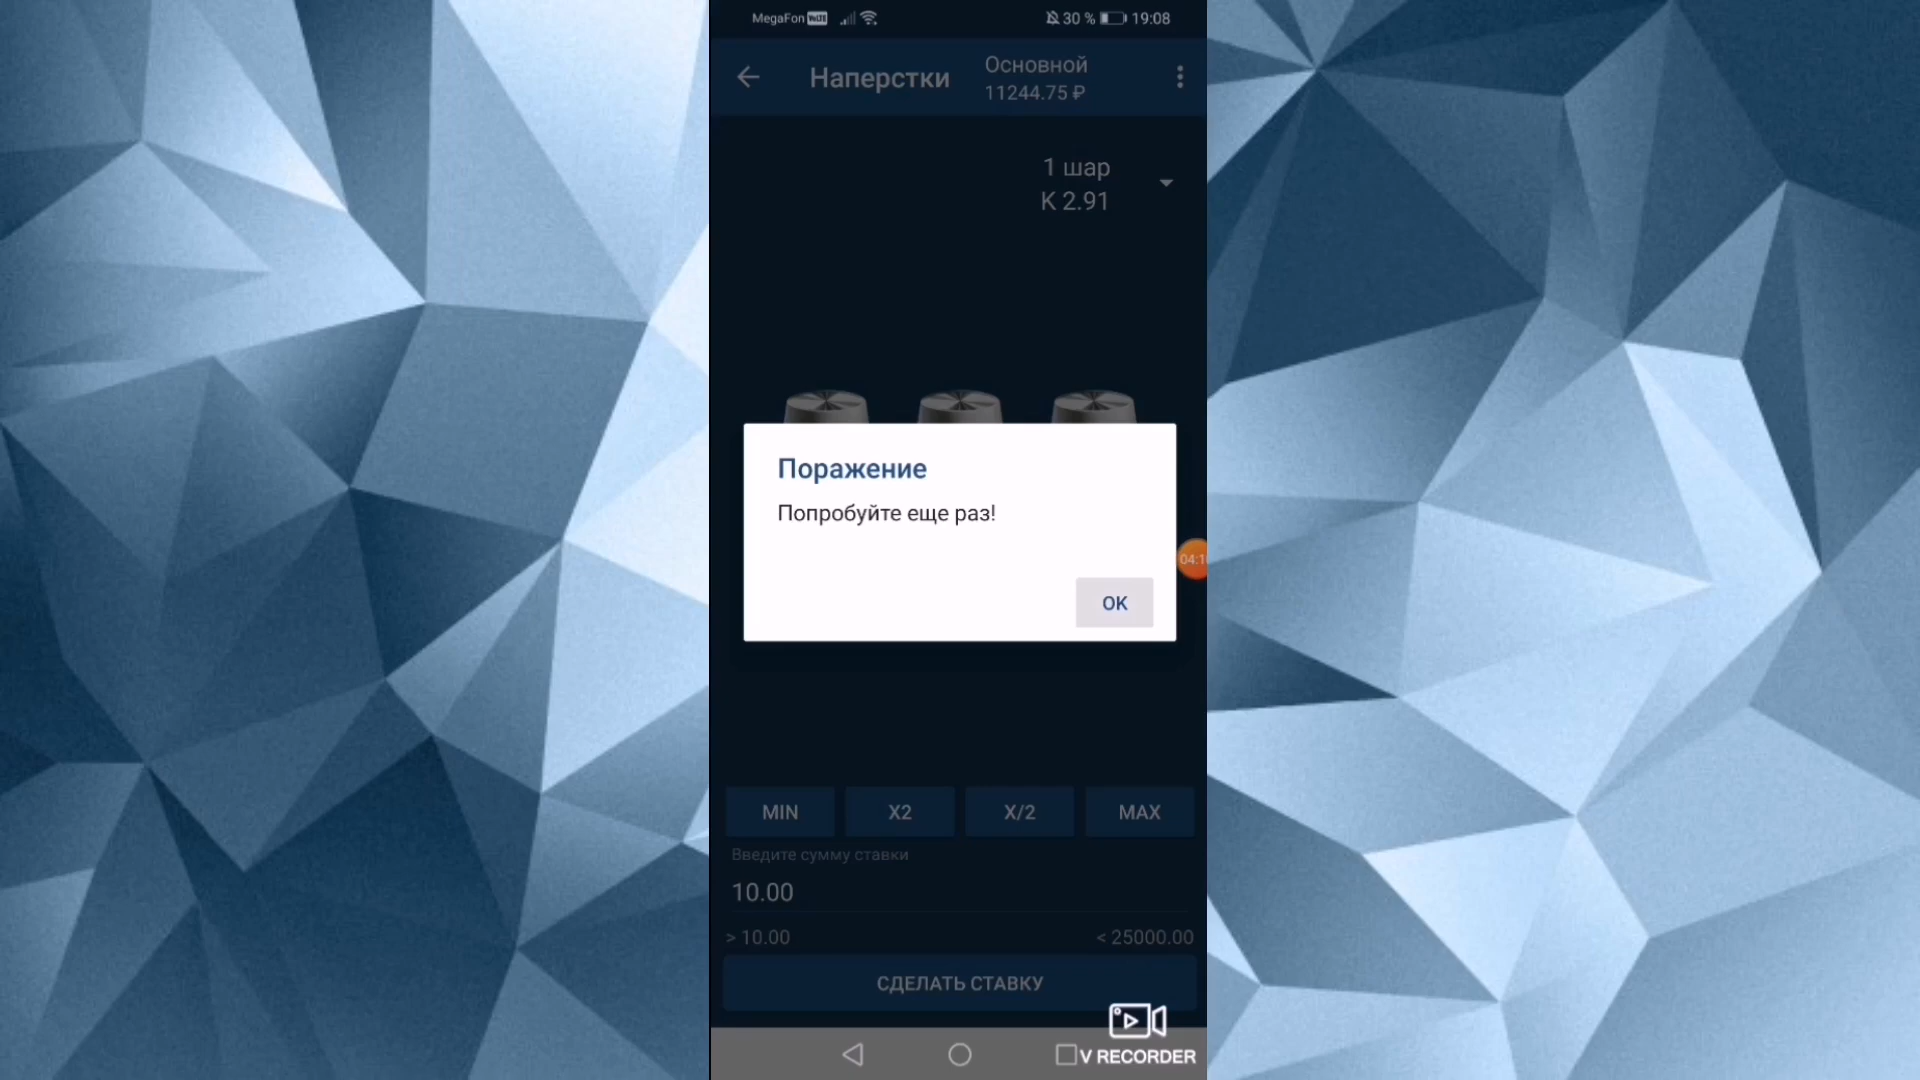 MegaFon VoLTE 30 % 19:08
Наперстки
Основной
11244.75 ₽
1 шар
К 2.91
Поражение
Попробуйте еще раз!
04:1
OK
MIN X2 X/2 MAX
Введите сумму ставки
10.00
> 10.00 < 25000.00
СДЕЛАТЬ СТАВКУ
V RECORDER